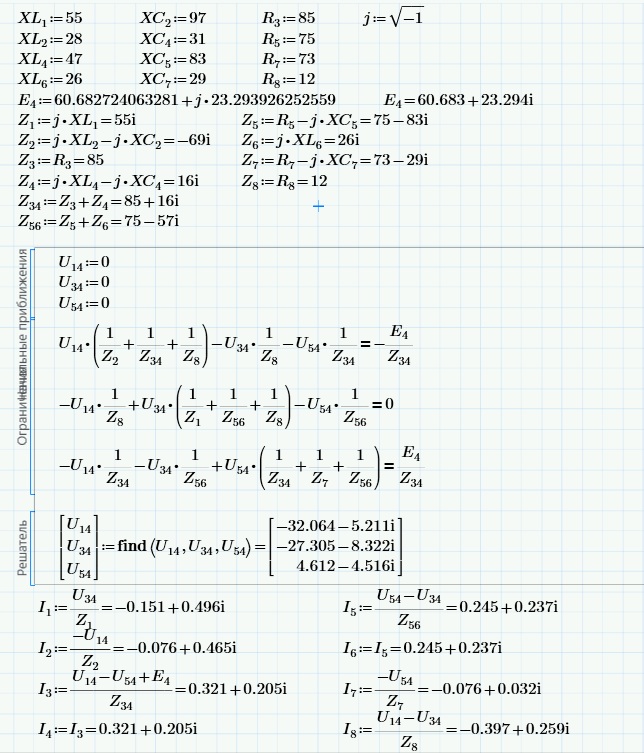 XL₁:=55 XC₂:=97 R₃:=85 j:=√−1
XL₂:=28 XC₄:=31 R₅:=75
XL₄:=47 XC₅:=83 R₇:=73
XL₆:=26 XC₇:=29 R₈:=12
E₄:=60.682724063281+j·23.293926252559 E₄=60.683+23.294i
Z₁:=j·XL₁=55i Z₅:=R₅−j·XC₅=75−83i
Z₂:=j·XL₂−j·XC₂=−69i Z₆:=j·XL₆=26i
Z₃:=R₃=85 Z₇:=R₇−j·XC₇=73−29i
Z₄:=j·XL₄−j·XC₄=16i Z₈:=R₈=12
Z₃₄:=Z₃+Z₄=85+16i
Z₅₆:=Z₅+Z₆=75−57i
U₁₄:=0
U₃₄:=0
U₅₄:=0
U₁₄·(1/Z₂+1/Z₃₄+1/Z₈)−U₃₄·1/Z₈−U₅₄·1/Z₃₄=−E₄/Z₃₄
−U₁₄·1/Z₈+U₃₄·(1/Z₁+1/Z₅₆+1/Z₈)−U₅₄·1/Z₅₆=0
−U₁₄·1/Z₃₄−U₃₄·1/Z₅₆+U₅₄·(1/Z₃₄+1/Z₇+1/Z₅₆)=E₄/Z₃₄
Решатель
[U₁₄ U₃₄ U₅₄]:=find(U₁₄,U₃₄,U₅₄)=[−32.064−5.211i −27.305−8.322i 4.612−4.516i]
I₁:=U₃₄/Z₁=−0.151+0.496i I₅:=(U₅₄−U₃₄)/Z₅₆=0.245+0.237i
I₂:=−U₁₄/Z₂=−0.076+0.465i I₆:=I₅=0.245+0.237i
I₃:=(U₁₄−U₅₄+E₄)/Z₃₄=0.321+0.205i I₇:=−U₅₄/Z₇=−0.076+0.032i
I₄:=I₃=0.321+0.205i I₈:=(U₁₄−U₃₄)/Z₈=−0.397+0.259i